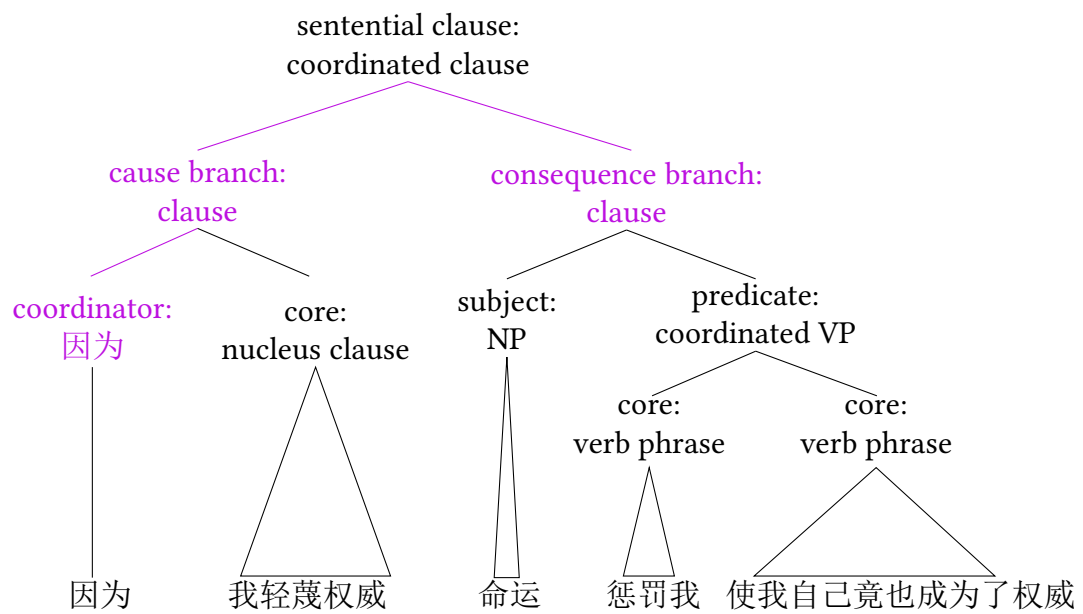 sentential clause:
coordinated clause
cause branch:
clause
consequence branch:
clause
coordinator:
因为
core:
nucleus clause
subject:
NP
predicate:
coordinated VP
core:
verb phrase
core:
verb phrase
因为
我轻蔑权威
命运
惩罚我
使我自己竟也成为了权威